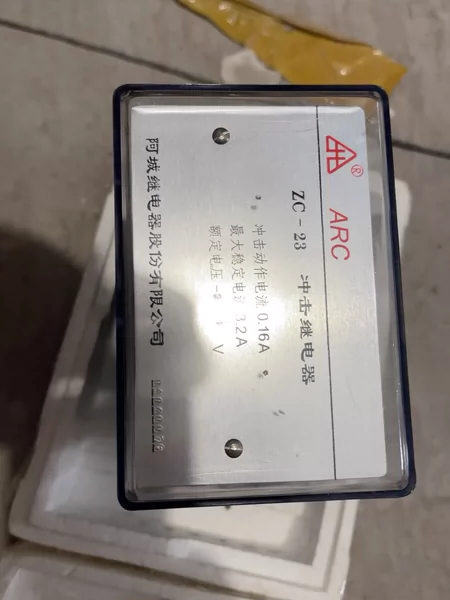 ® ARC
ZC-23 冲击继电器
冲击动作电流 0.16A
最大稳定电流 3.2A
额定电压 V
阿城继电器股份有限公司